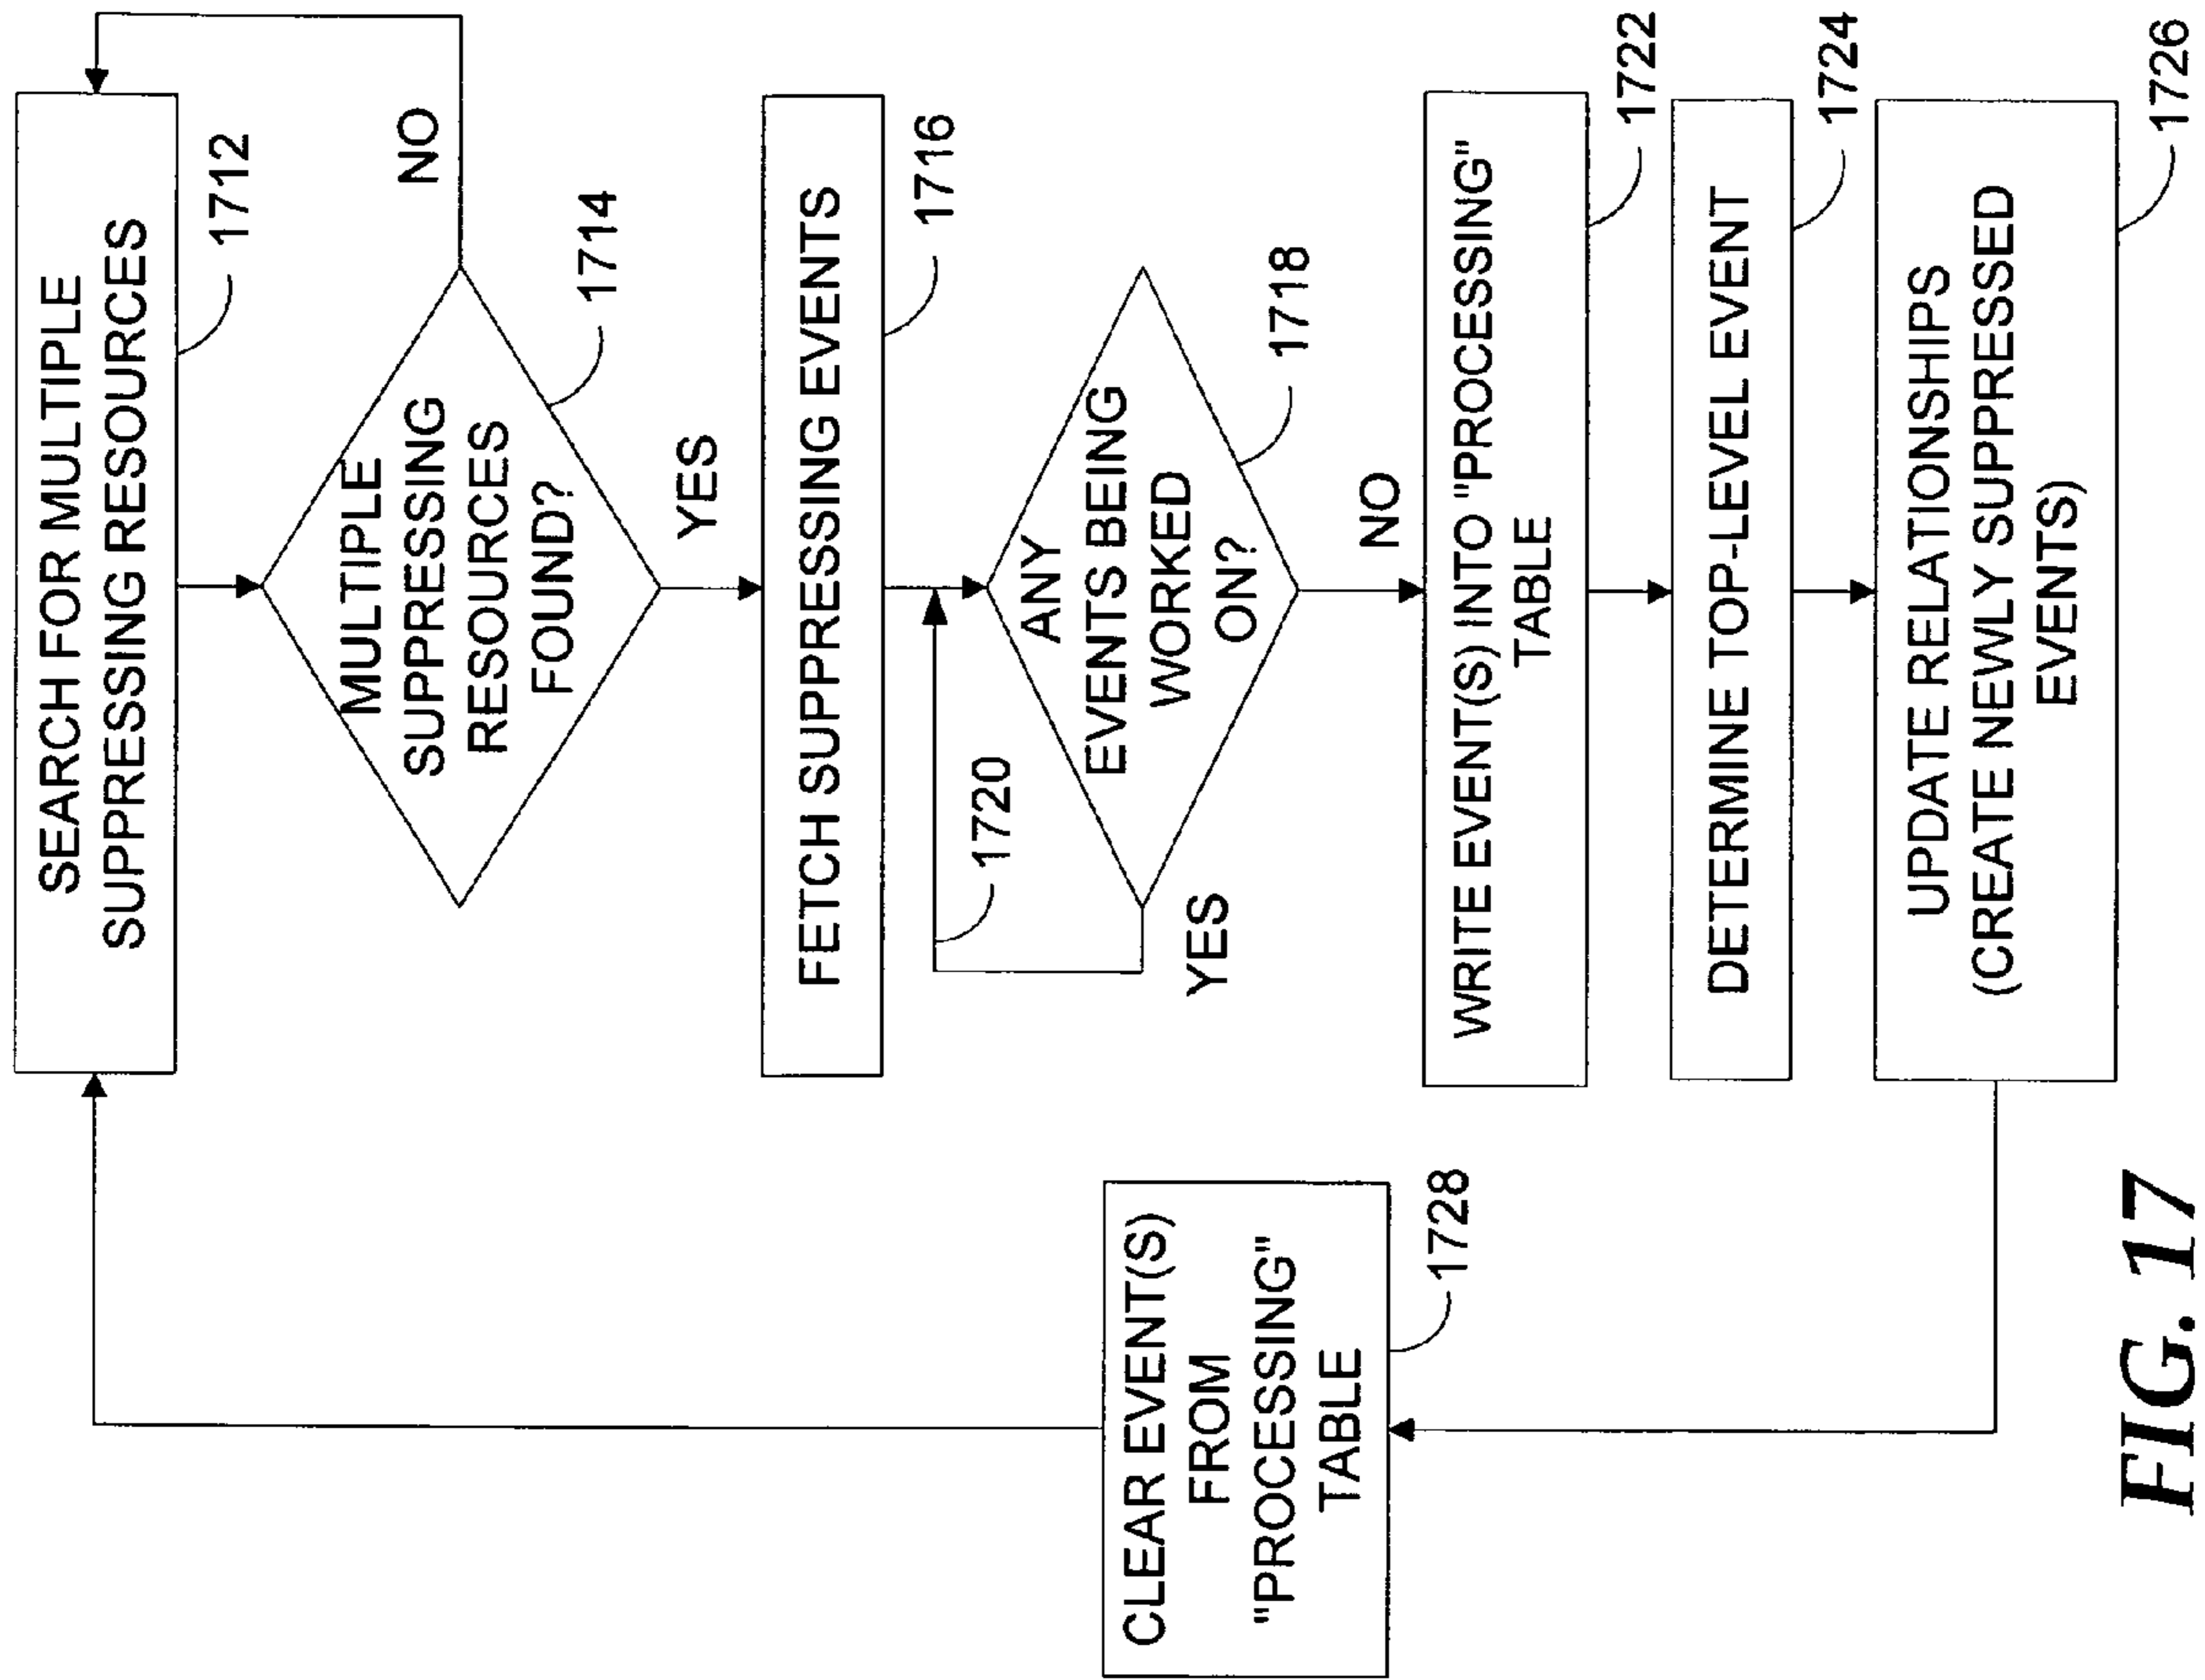 SEARCH FOR MULTIPLE
SUPPRESSING RESOURCES
1712
NO
MULTIPLE
SUPPRESSING
RESOURCES
FOUND?
1714
YES
FETCH SUPPRESSING EVENTS
1716
1720
ANY
EVENTS BEING
WORKED
ON?
1718
YES
NO
WRITE EVENT(S) INTO "PROCESSING"
TABLE
1722
DETERMINE TOP-LEVEL EVENT
1724
UPDATE RELATIONSHIPS
(CREATE NEWLY SUPPRESSED
EVENTS)
1726
CLEAR EVENT(S)
FROM
"PROCESSING"
TABLE
1728
FIG. 17